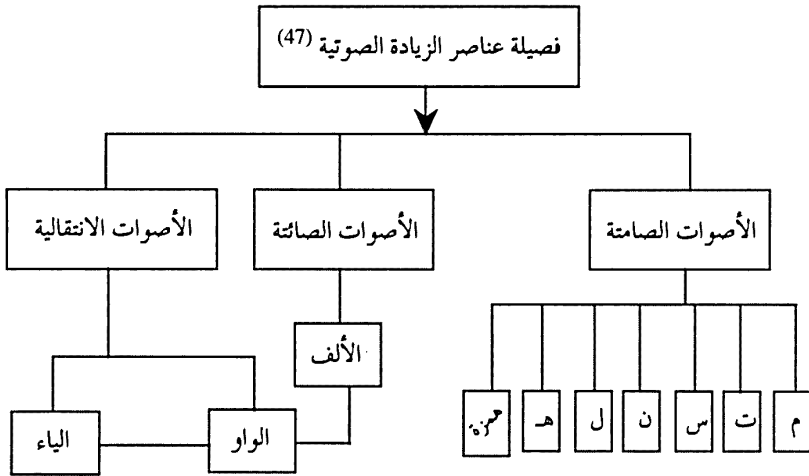 فصيلة عناصر الزيادة الصوتية (47)
الأصوات الصامتة
الأصوات الصائتة
الأصوات الانتقالية
الألف
م
ت
س
ن
ل
هـ
همزة
الواو
الياء